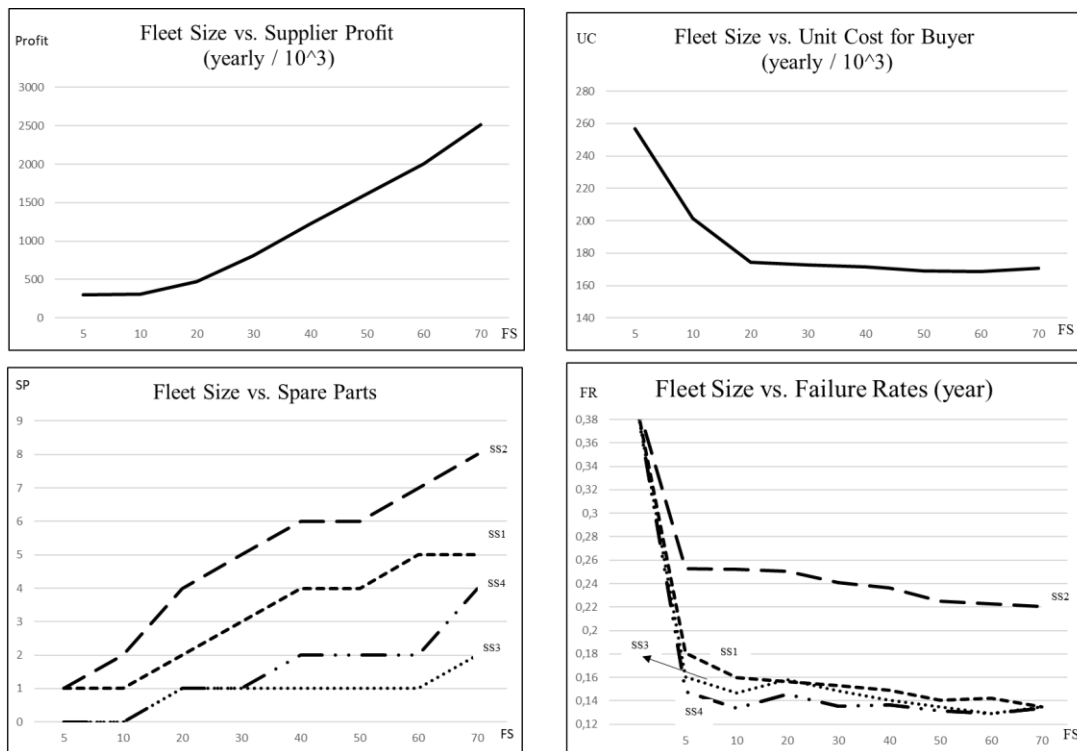 Profit
Fleet Size vs. Supplier Profit
(yearly / 10^3)
3000
2500
2000
1500
1000
500
0
5 10 20 30 40 50 60 70 FS
UC
Fleet Size vs. Unit Cost for Buyer
(yearly / 10^3)
280
260
240
220
200
180
160
140
5 10 20 30 40 50 60 70 FS
SP
Fleet Size vs. Spare Parts
9
8
7
6
5
4
3
2
1
0
SS2
SS1
SS4
SS3
5 10 20 30 40 50 60 70 FS
FR
Fleet Size vs. Failure Rates (year)
0,38
0,36
0,34
0,32
0,3
0,28
0,26
0,24
0,22
0,2
0,18
0,16
0,14
0,12
SS2
SS3
SS1
SS4
5 10 20 30 40 50 60 70 FS